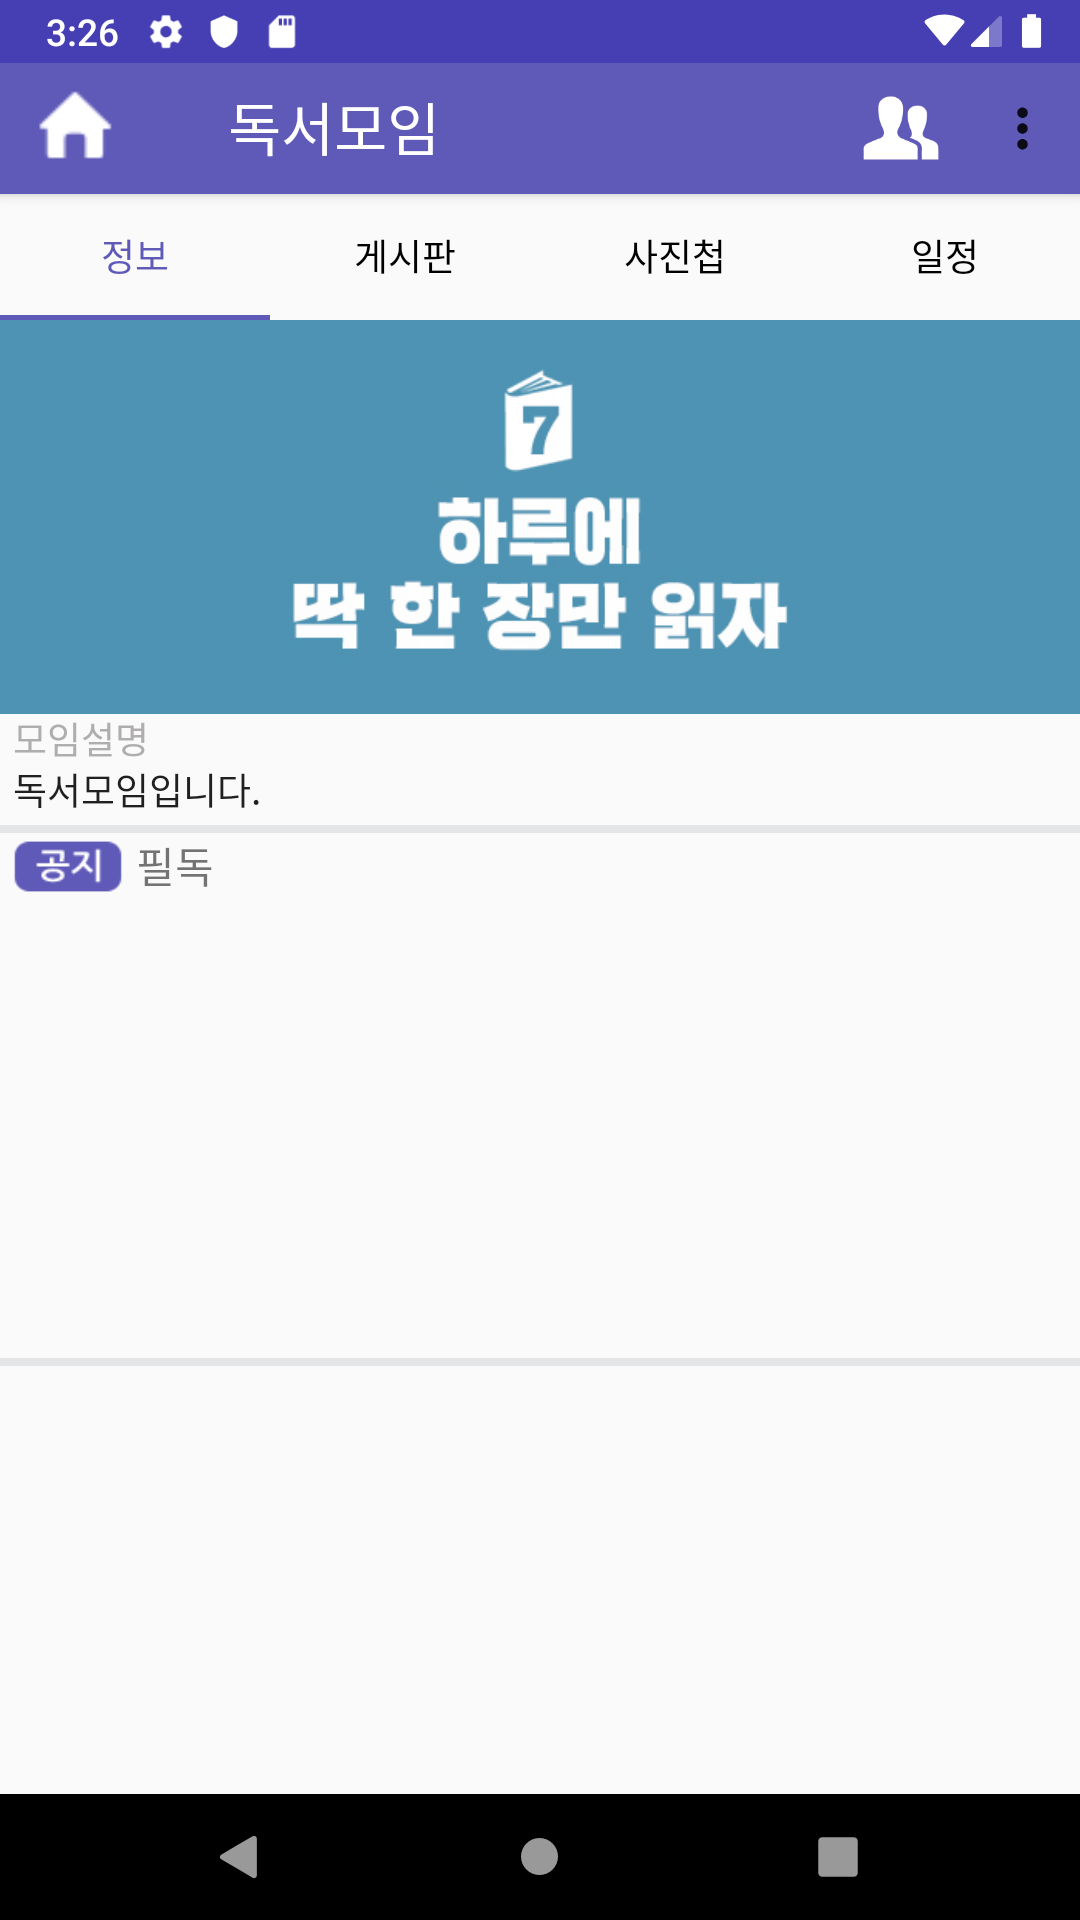 3:26
독서모임
정보 게시판 사진첩 일정
7
하루에
딱 한 장만 읽자
모임설명
독서모임입니다.
공지 필독